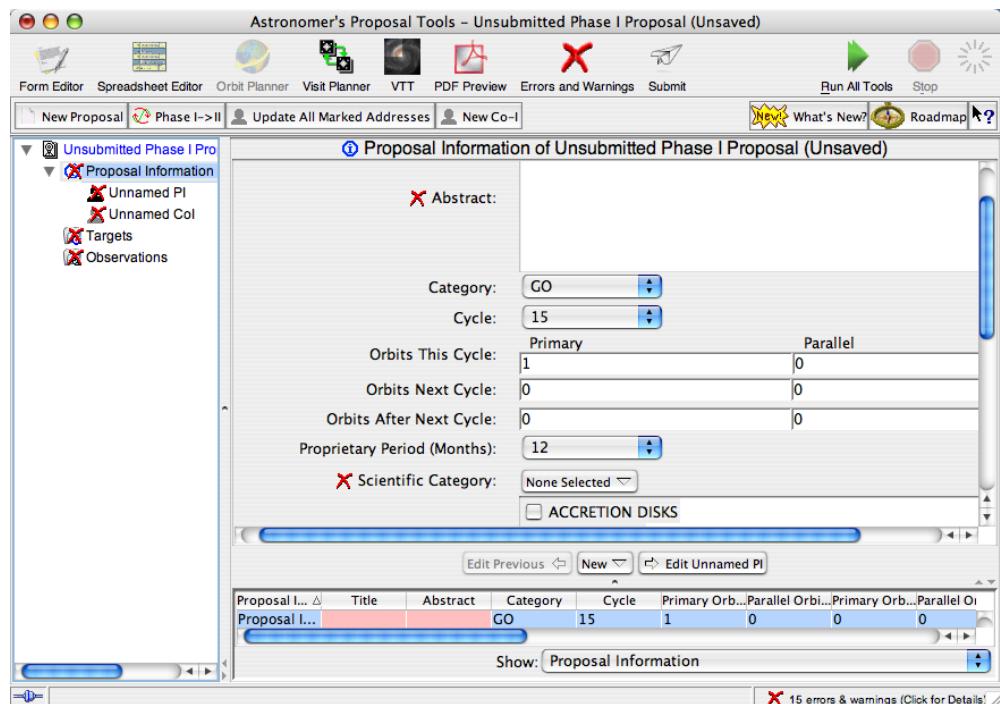 Astronomer's Proposal Tools – Unsubmitted Phase I Proposal (Unsaved)
Form Editor Spreadsheet Editor Orbit Planner Visit Planner VTT PDF Preview Errors and Warnings Submit Run All Tools Stop
New Proposal Phase I->II Update All Marked Addresses New Co-I New! What's New? Roadmap ?
Unsubmitted Phase I Pro
Proposal Information
Unnamed PI
Unnamed CoI
Targets
Observations
Proposal Information of Unsubmitted Phase I Proposal (Unsaved)
Abstract:
Category: GO
Cycle: 15
Primary Parallel
Orbits This Cycle: 1 0
Orbits Next Cycle: 0 0
Orbits After Next Cycle: 0 0
Proprietary Period (Months): 12
Scientific Category: None Selected
ACCRETION DISKS
Edit Previous New Edit Unnamed PI
Proposal I... Title Abstract Category Cycle Primary Orb... Parallel Orbi... Primary Orb... Parallel Or
Proposal I... GO 15 1 0 0 0
Show: Proposal Information
15 errors & warnings (Click for Details)